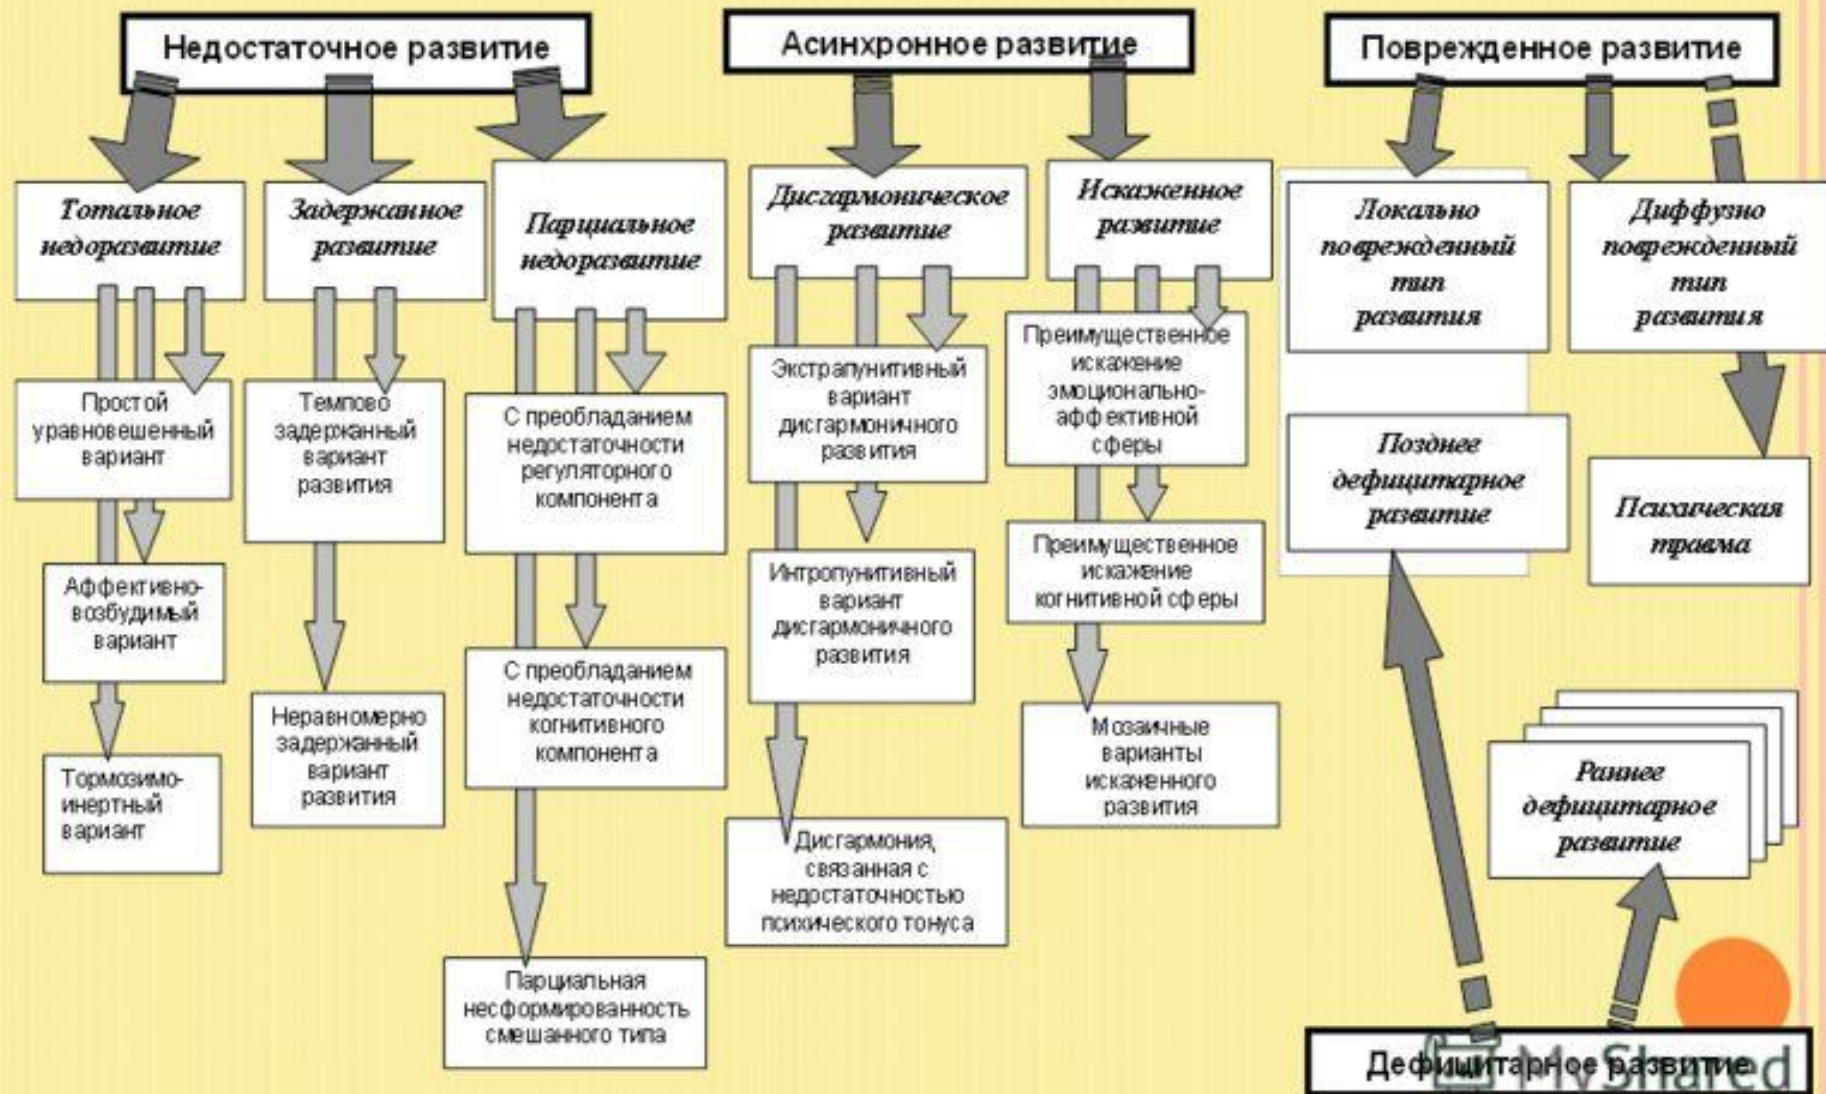 Недостаточное развитие
Асинхронное развитие
Поврежденное развитие
Тотальное
недоразвитие
Задержанное
развитие
Парциальное
недоразвитие
Дисгармоническое
развитие
Искаженное
развитие
Локально
поврежденный
тип
развития
Диффузно
поврежденный
тип
развития
Простой
уравновешенный
вариант
Аффективно-
возбудимый
вариант
Тормозимо-
инертный
вариант
Темпово
задержанный
вариант
развития
Неравномерно
задержанный
вариант
развития
С преобладанием
недостаточности
регуляторного
компонента
С преобладанием
недостаточности
когнитивного
компонента
Парциальная
несформированность
смешанного типа
Экстрапунитивный
вариант
дисгармоничного
развития
Интропунитивный
вариант
дисгармоничного
развития
Дисгармония,
связанная с
недостаточностью
психического тонуса
Преимущественное
искажение
эмоционально-
аффективной
сферы
Преимущественное
искажение
когнитивной сферы
Мозаичные
варианты
искаженного
развития
Позднее
дефицитарное
развитие
Психическая
травма
Раннее
дефицитарное
развитие
Дефицитарное развитие
MyShared